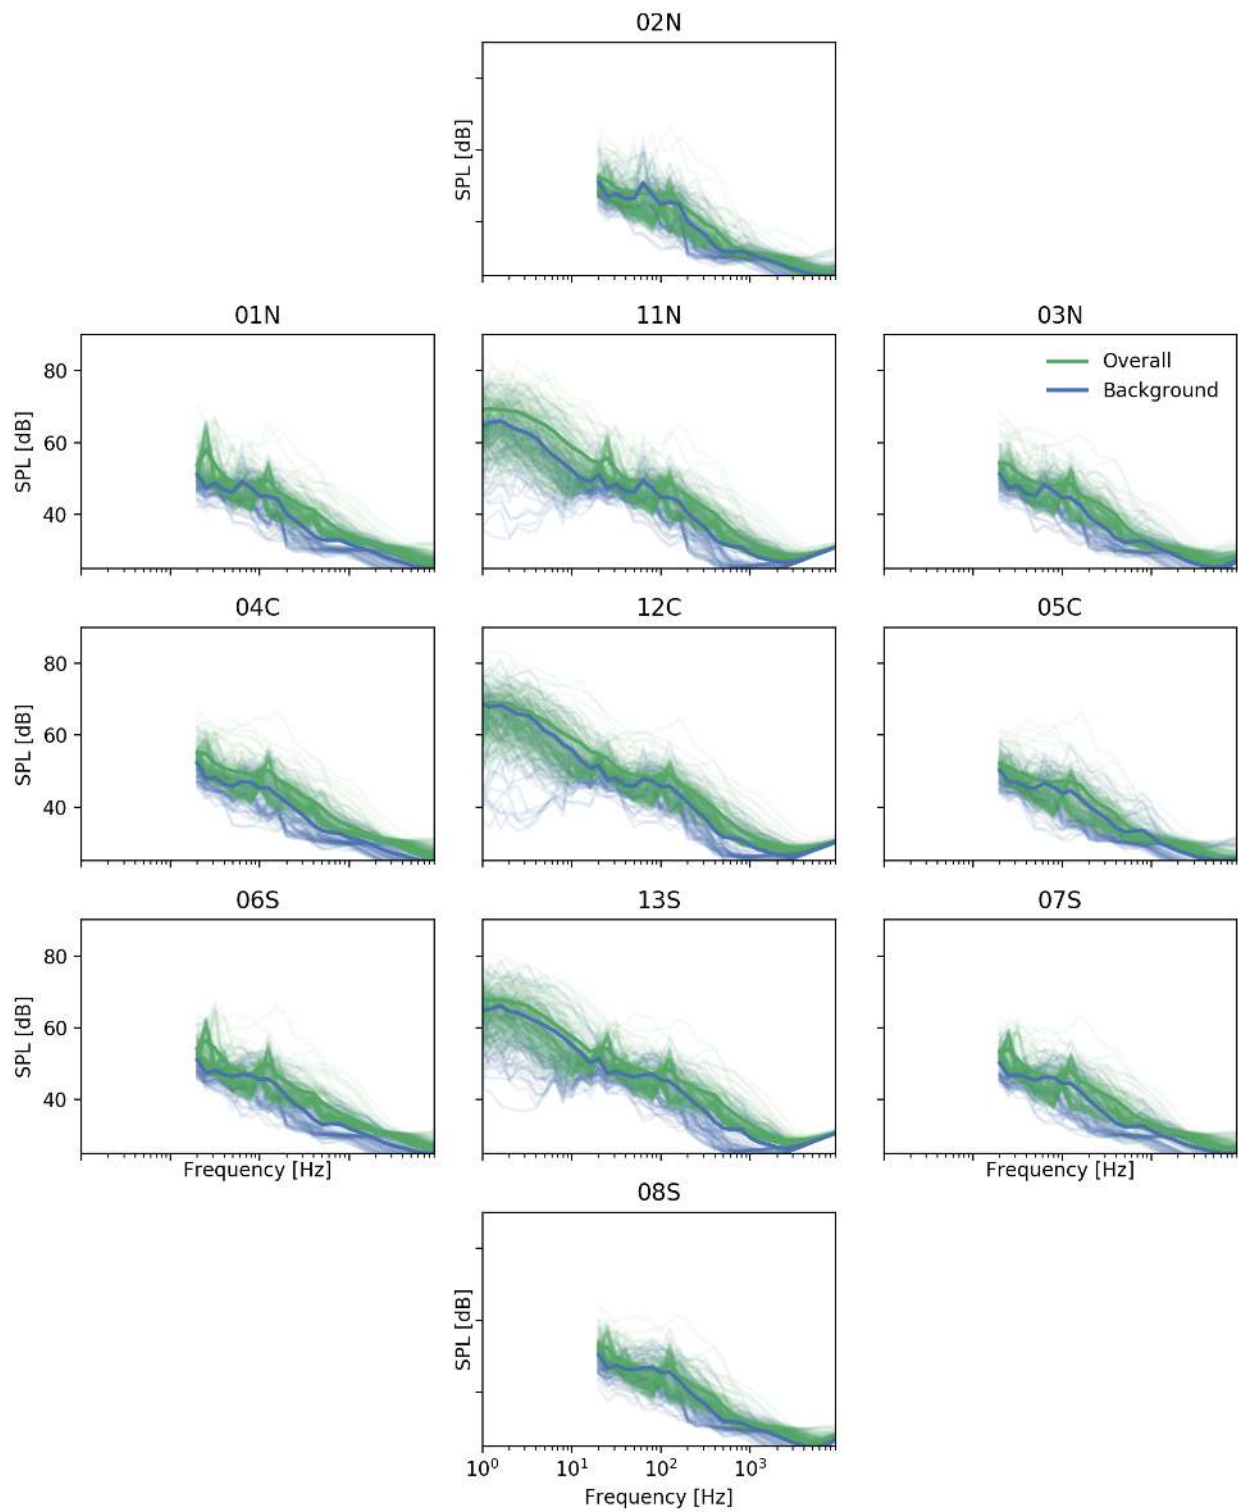 02N
SPL [dB]
01N 11N 03N
80
60
40
SPL [dB]
Overall
Background
04C 12C 05C
80
60
40
SPL [dB]
06S 13S 07S
80
60
40
SPL [dB]
Frequency [Hz] Frequency [Hz]
08S
SPL [dB]
10⁰ 10¹ 10² 10³
Frequency [Hz]